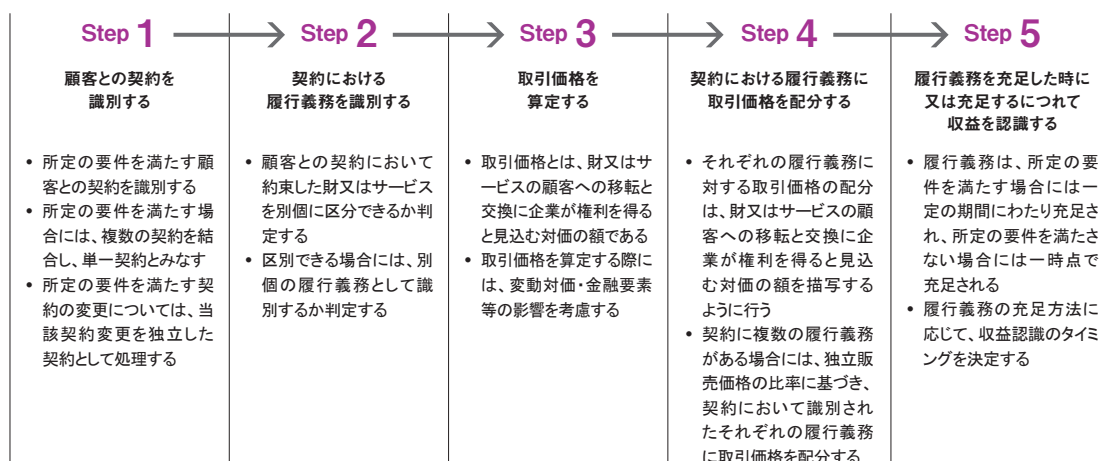 Step 1
顧客との契約を
識別する
• 所定の要件を満たす顧
客との契約を識別する
• 所定の要件を満たす場
合には、複数の契約を結
合し、単一契約とみなす
• 所定の要件を満たす契
約の変更については、当
該契約変更を独立した
契約として処理する
Step 2
契約における
履行義務を識別する
• 顧客との契約において
約束した財又はサービス
を別個に区分できるか判
定する
• 区別できる場合には、別
個の履行義務として識
別するか判定する
Step 3
取引価格を
算定する
• 取引価格とは、財又はサ
ービスの顧客への移転と
交換に企業が権利を得る
と見込む対価の額である
• 取引価格を算定する際に
は、変動対価・金融要素
等の影響を考慮する
Step 4
契約における履行義務に
取引価格を配分する
• それぞれの履行義務に
対する取引価格の配分
は、財又はサービスの顧
客への移転と交換に企
業が権利を得ると見込
む対価の額を描写する
ように行う
• 契約に複数の履行義務
がある場合には、独立販
売価格の比率に基づき、
契約において識別され
たそれぞれの履行義務
に取引価格を配分する
Step 5
履行義務を充足した時に
又は充足するにつれて
収益を認識する
• 履行義務は、所定の要
件を満たす場合には一
定の期間にわたり充足さ
れ、所定の要件を満たさ
ない場合には一時点で
充足される
• 履行義務の充足方法に
応じて、収益認識のタイミ
ングを決定する